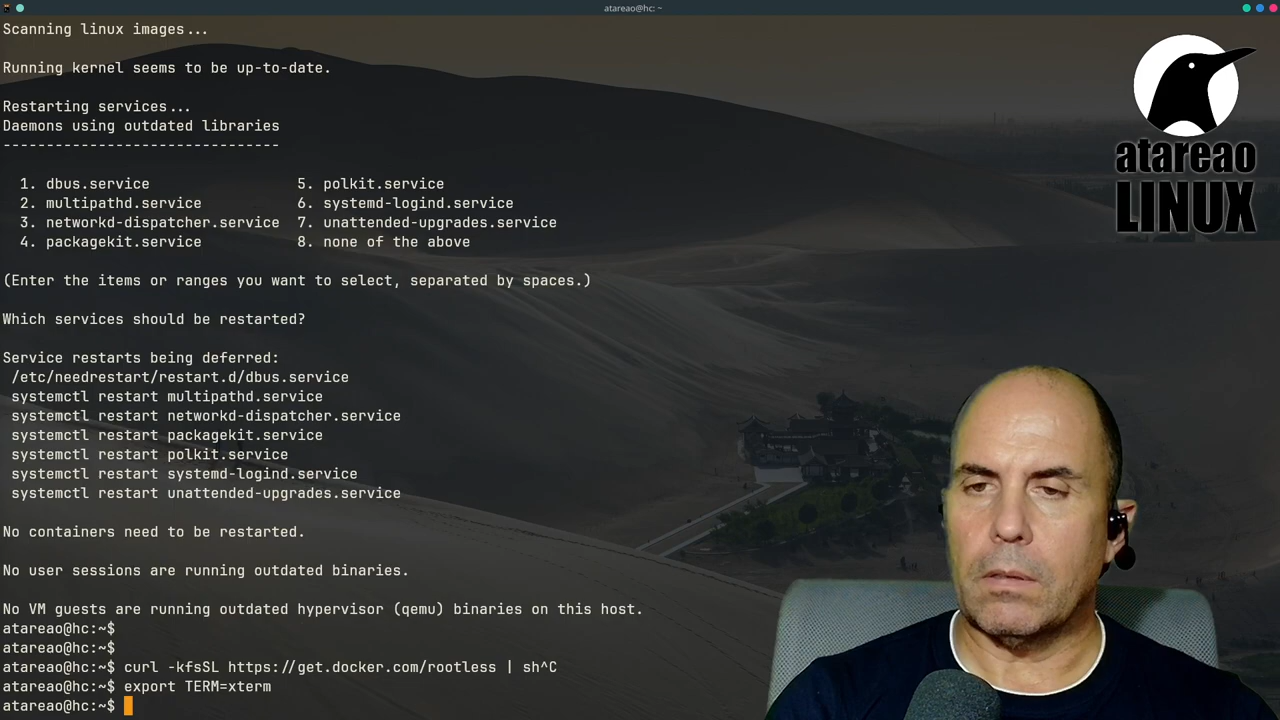 atareao@hc: ~
Scanning linux images...
Running kernel seems to be up-to-date.
Restarting services...
Daemons using outdated libraries
--------------------------------
1. dbus.service 5. polkit.service
2. multipathd.service 6. systemd-logind.service
3. networkd-dispatcher.service 7. unattended-upgrades.service
4. packagekit.service 8. none of the above
(Enter the items or ranges you want to select, separated by spaces.)
Which services should be restarted?
Service restarts being deferred:
/etc/needrestart/restart.d/dbus.service
systemctl restart multipathd.service
systemctl restart networkd-dispatcher.service
systemctl restart packagekit.service
systemctl restart polkit.service
systemctl restart systemd-logind.service
systemctl restart unattended-upgrades.service
No containers need to be restarted.
No user sessions are running outdated binaries.
No VM guests are running outdated hypervisor (qemu) binaries on this host.
atareao@hc:~$
atareao@hc:~$
atareao@hc:~$ curl -kfsSL https://get.docker.com/rootless | sh^C
atareao@hc:~$ export TERM=xterm
atareao@hc:~$
atareao
LINUX